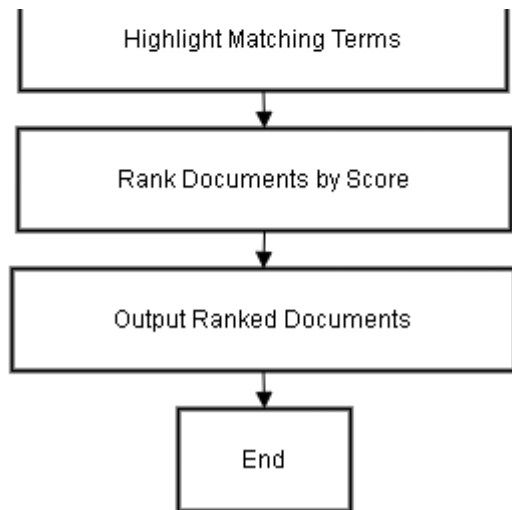 Highlight Matching Terms
Rank Documents by Score
Output Ranked Documents
End